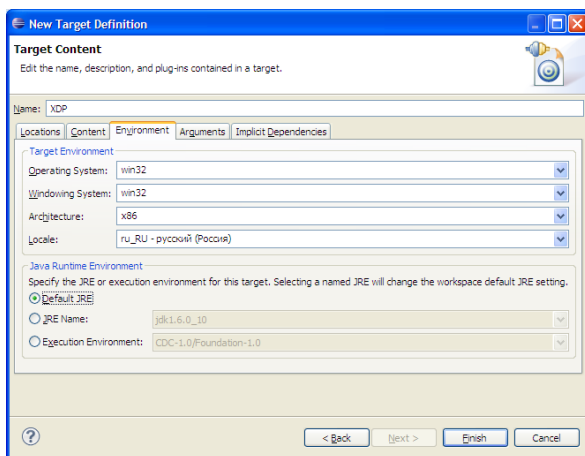 New Target Definition
Target Content
Edit the name, description, and plug-ins contained in a target.
Name: XDP
Locations Content Environment Arguments Implicit Dependencies
Target Environment
Operating System: win32
Windowing System: win32
Architecture: x86
Locale: ru_RU - русский (Россия)
Java Runtime Environment
Specify the JRE or execution environment for this target. Selecting a named JRE will change the workspace default JRE setting.
Default JRE
JRE Name: jdk1.6.0_10
Execution Environment: CDC-1.0/Foundation-1.0
? < Back Next > Finish Cancel